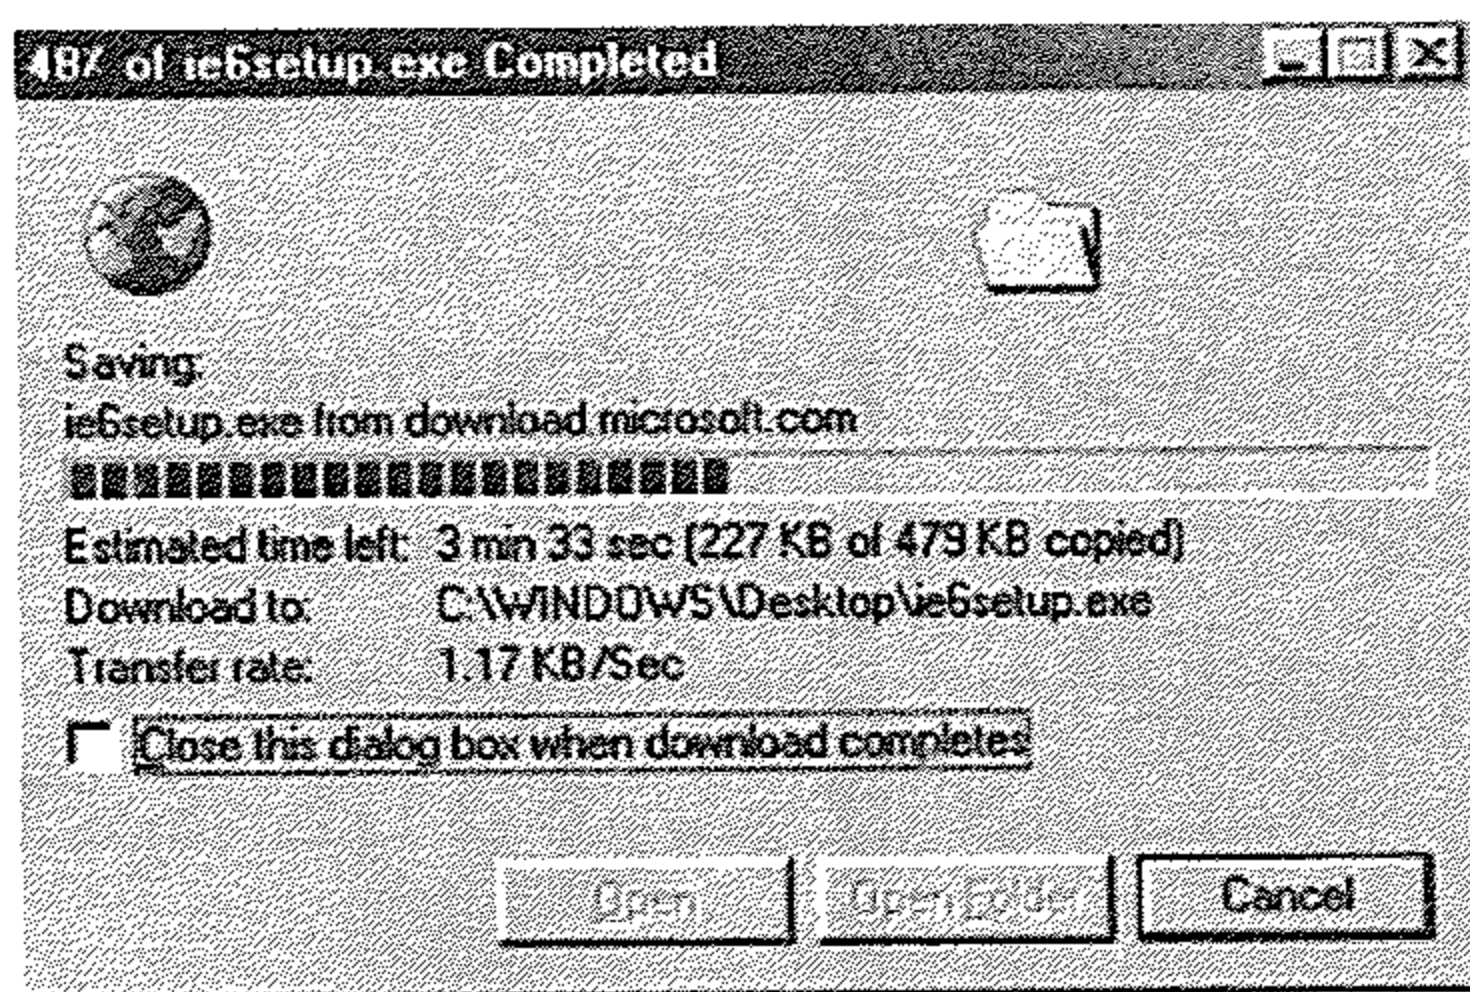 48% of ie6setup.exe Completed
Saving:
ie6setup.exe from download.microsoft.com
Estimated time left: 3 min 33 sec (227 KB of 479 KB copied)
Download to: C:\WINDOWS\Desktop\ie6setup.exe
Transfer rate: 1.17 KB/Sec
Close this dialog box when download completes
Open Open Folder Cancel